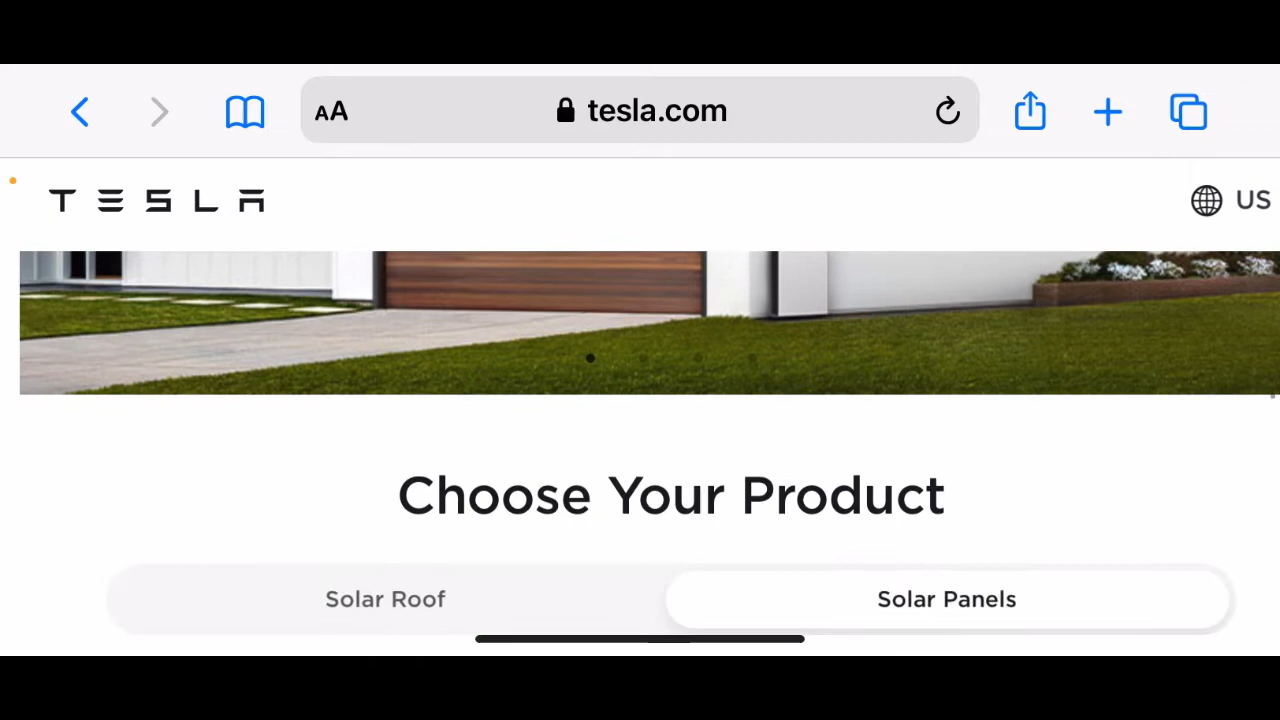 AA tesla.com
TESLA US
Choose Your Product
Solar Roof Solar Panels